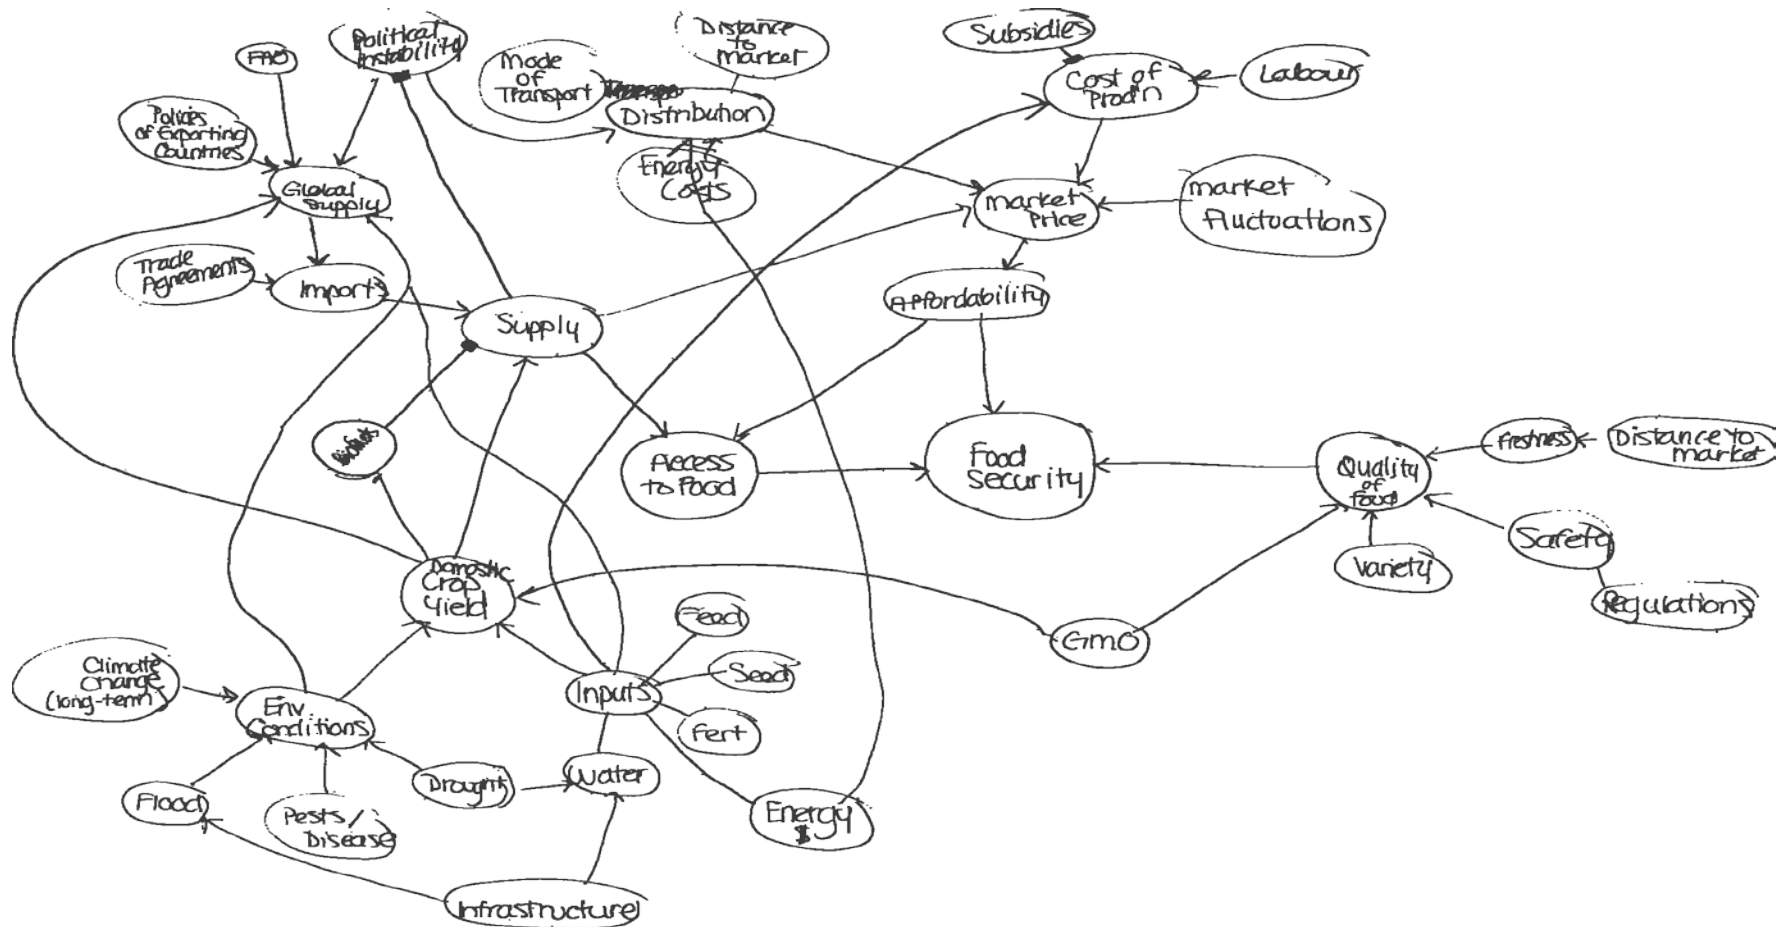 FAO
Political
Instability
Mode
of
Transport
Distance
to
market
Distribution
Energy
Costs
Subsidies
Cost of
Prod'n
Labour
Policies
of Exporting
Countries
Global
Supply
Market
Price
market
fluctuations
Trade
Agreements
Imports
Supply
Affordability
Access
to Food
Food
Security
Quality
of
food
Freshness
Distance to
market
Safety
Variety
Regulations
Domestic
Crop
Yield
GMO
Feed
Seed
Fert
Inputs
Climate
Change
(long-term)
Env.
Conditions
Flood
Pests/
Disease
Drought
Water
Energy
$
Infrastructure